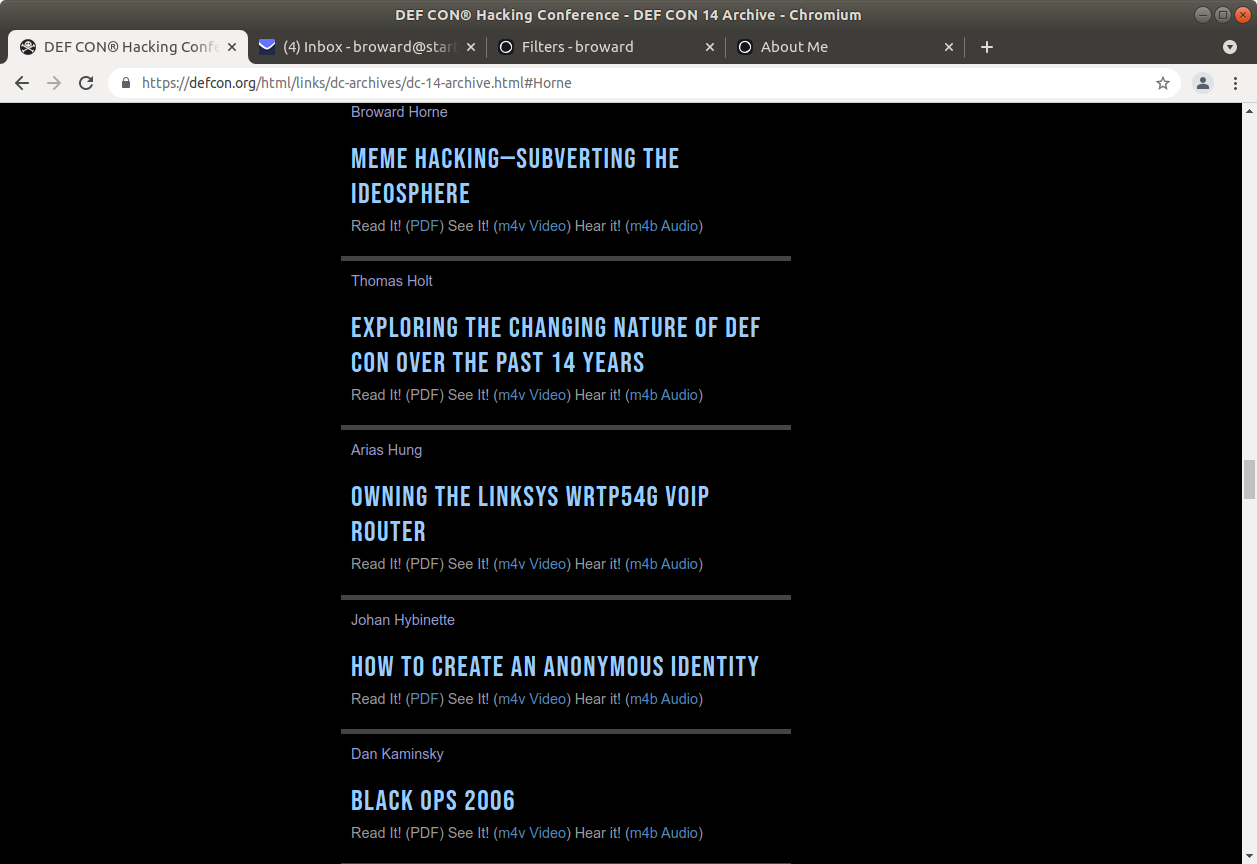 DEF CON® Hacking Conference - DEF CON 14 Archive - Chromium
DEF CON® Hacking Confe
(4) Inbox - broward@start
Filters - broward
About Me
https://defcon.org/html/links/dc-archives/dc-14-archive.html#Horne
Broward Horne
MEME HACKING—SUBVERTING THE
IDEOSPHERE
Read It! (PDF) See It! (m4v Video) Hear it! (m4b Audio)
Thomas Holt
EXPLORING THE CHANGING NATURE OF DEF
CON OVER THE PAST 14 YEARS
Read It! (PDF) See It! (m4v Video) Hear it! (m4b Audio)
Arias Hung
OWNING THE LINKSYS WRTP54G VOIP
ROUTER
Read It! (PDF) See It! (m4v Video) Hear it! (m4b Audio)
Johan Hybinette
HOW TO CREATE AN ANONYMOUS IDENTITY
Read It! (PDF) See It! (m4v Video) Hear it! (m4b Audio)
Dan Kaminsky
BLACK OPS 2006
Read It! (PDF) See It! (m4v Video) Hear it! (m4b Audio)